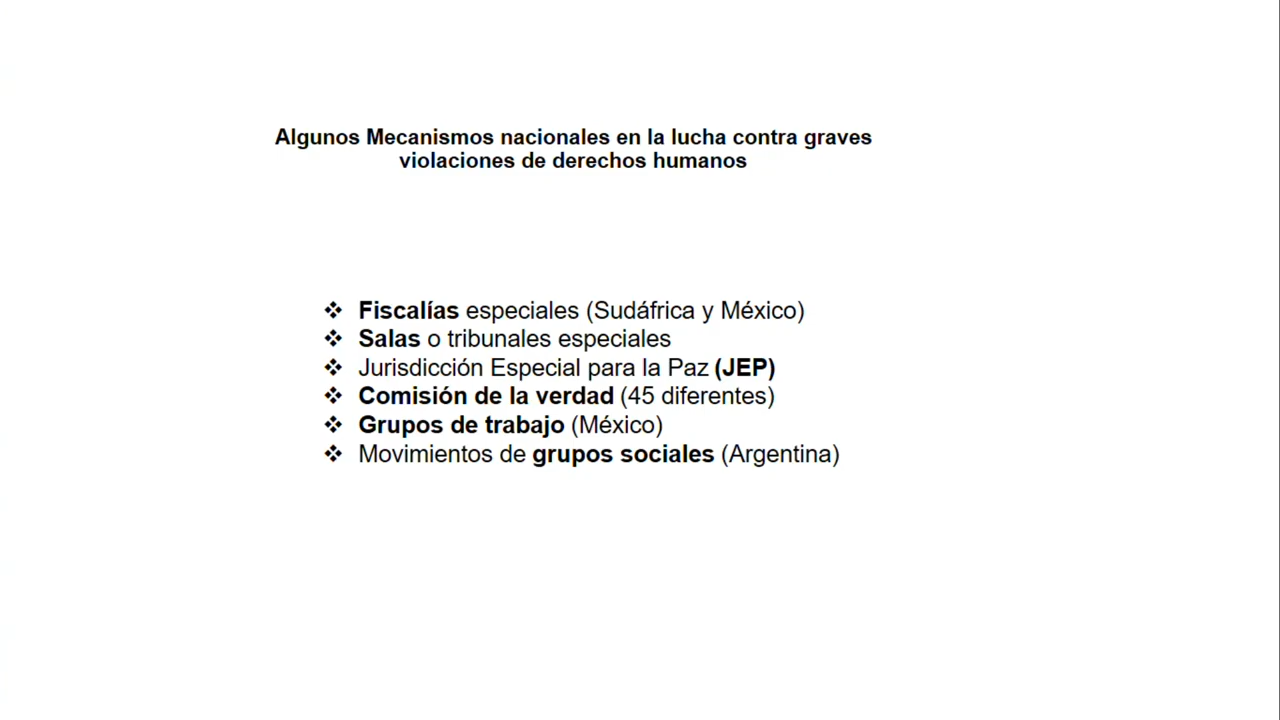 Algunos Mecanismos nacionales en la lucha contra graves
violaciones de derechos humanos
❖ Fiscalías especiales (Sudáfrica y México)
❖ Salas o tribunales especiales
❖ Jurisdicción Especial para la Paz (JEP)
❖ Comisión de la verdad (45 diferentes)
❖ Grupos de trabajo (México)
❖ Movimientos de grupos sociales (Argentina)